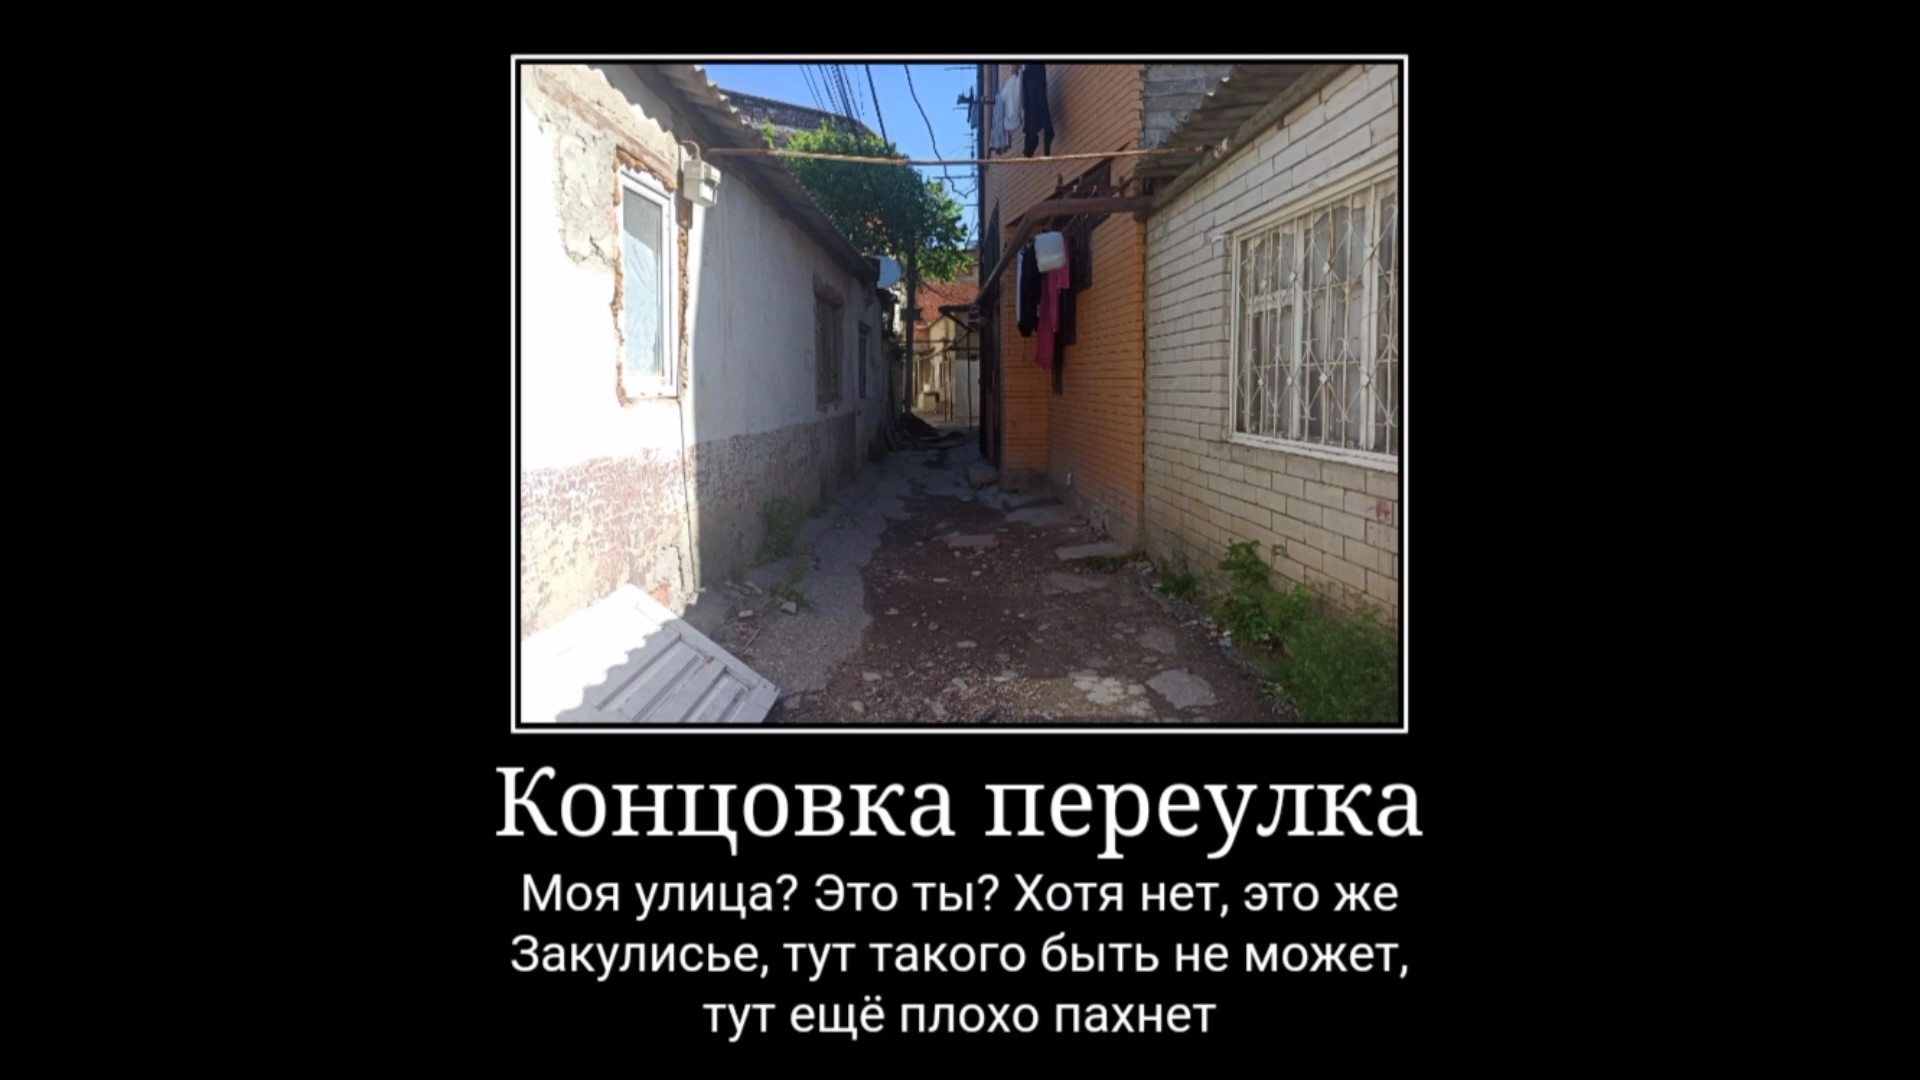 Концовка переулка
Моя улица? Это ты? Хотя нет, это же
Закулисье, тут такого быть не может,
тут ещё плохо пахнет